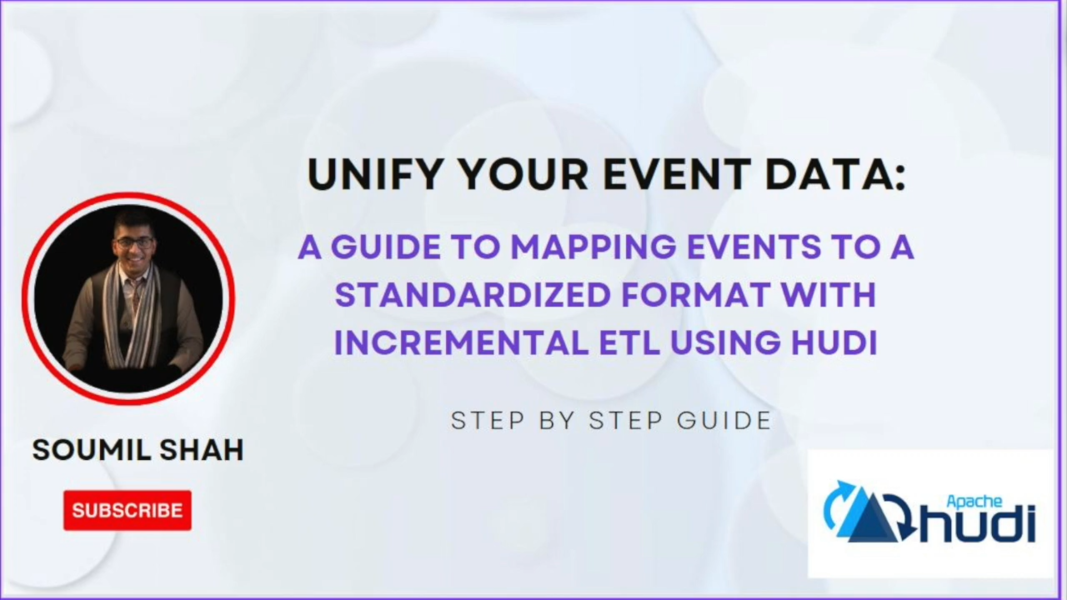 UNIFY YOUR EVENT DATA:
A GUIDE TO MAPPING EVENTS TO A
STANDARDIZED FORMAT WITH
INCREMENTAL ETL USING HUDI
STEP BY STEP GUIDE
SOUMIL SHAH
SUBSCRIBE
Apache
hudi